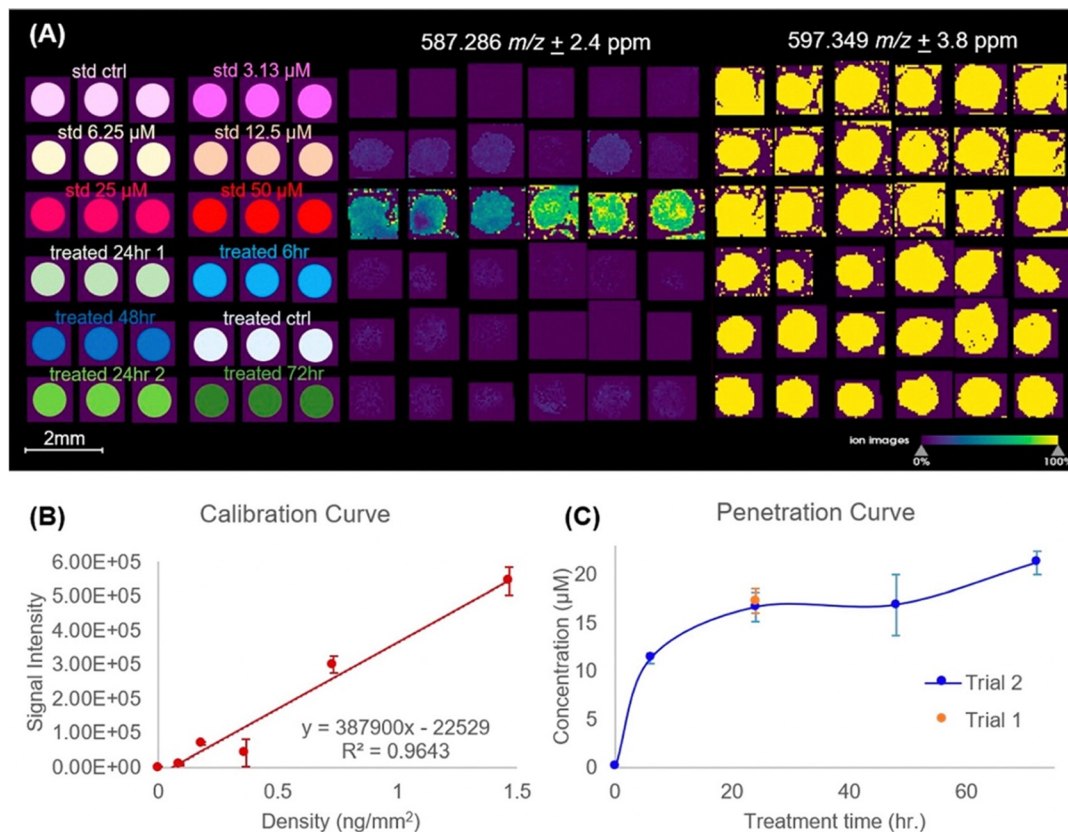 (A)
587.286 m/z ± 2.4 ppm
597.349 m/z ± 3.8 ppm
std ctrl
std 3.13 µM
std 6.25 µM
std 12.5 µM
std 25 µM
std 50 µM
treated 24hr 1
treated 6hr
treated 48hr
treated ctrl
treated 24hr 2
treated 72hr
2mm
ion images
0%
100%
(B)
Calibration Curve
Signal Intensity
6.00E+05
5.00E+05
4.00E+05
3.00E+05
2.00E+05
1.00E+05
0.00E+00
y = 387900x - 22529
R² = 0.9643
0
0.5
1
1.5
Density (ng/mm²)
(C)
Penetration Curve
Concentration (µM)
20
15
10
5
0
Trial 2
Trial 1
0
20
40
60
Treatment time (hr.)